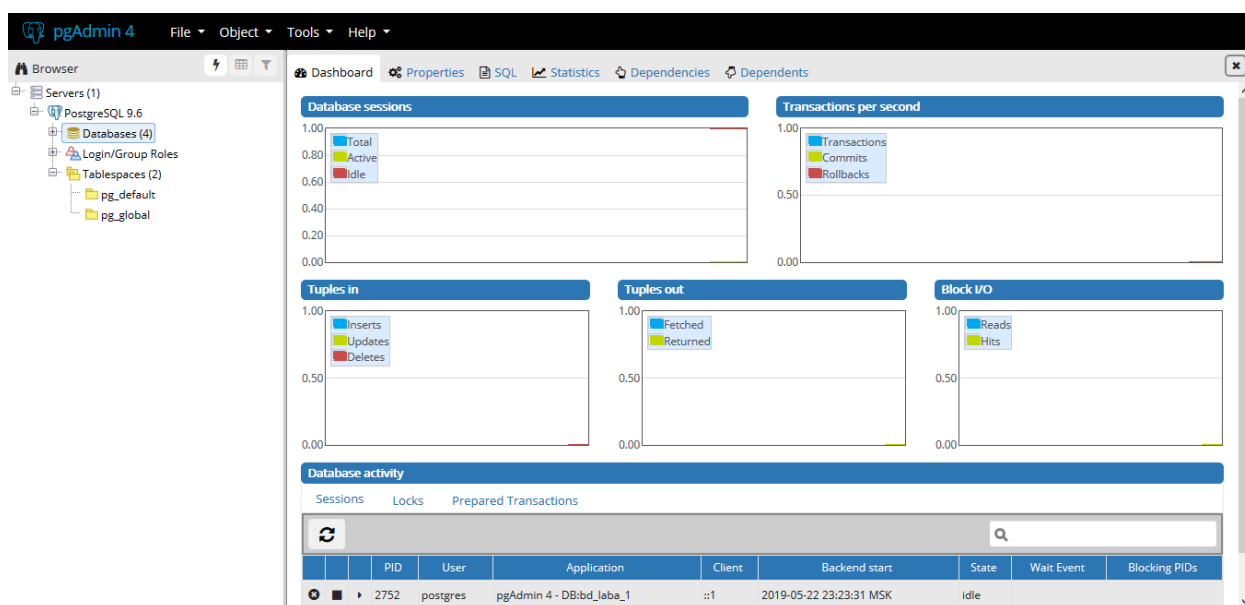 pgAdmin 4 File Object Tools Help
Browser
Servers (1)
PostgreSQL 9.6
Databases (4)
Login/Group Roles
Tablespaces (2)
pg_default
pg_global
Dashboard Properties SQL Statistics Dependencies Dependents
Database sessions
1.00
0.80
0.60
0.40
0.20
0.00
Total
Active
Idle
Transactions per second
1.00
0.50
0.00
Transactions
Commits
Rollbacks
Tuples in
1.00
0.50
0.00
Inserts
Updates
Deletes
Tuples out
1.00
0.50
0.00
Fetched
Returned
Block I/O
1.00
0.50
0.00
Reads
Hits
Database activity
Sessions Locks Prepared Transactions
PID User Application Client Backend start State Wait Event Blocking PIDs
2752 postgres pgAdmin 4 - DB:bd_laba_1 ::1 2019-05-22 23:23:31 MSK idle